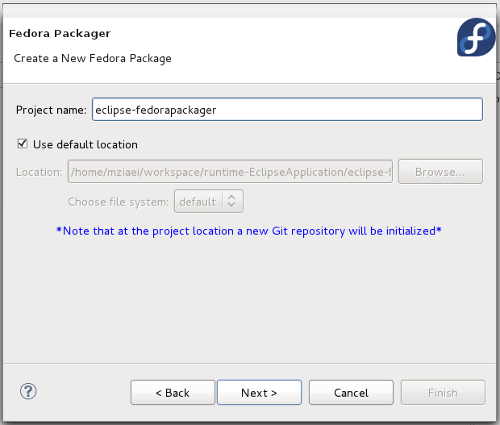 Fedora Packager
Create a New Fedora Package
Project name: eclipse-fedorapackager
Use default location
Location: /home/mziaei/workspace/runtime-EclipseApplication/eclipse-f Browse...
Choose file system: default
*Note that at the project location a new Git repository will be initialized*
? < Back Next > Cancel Finish